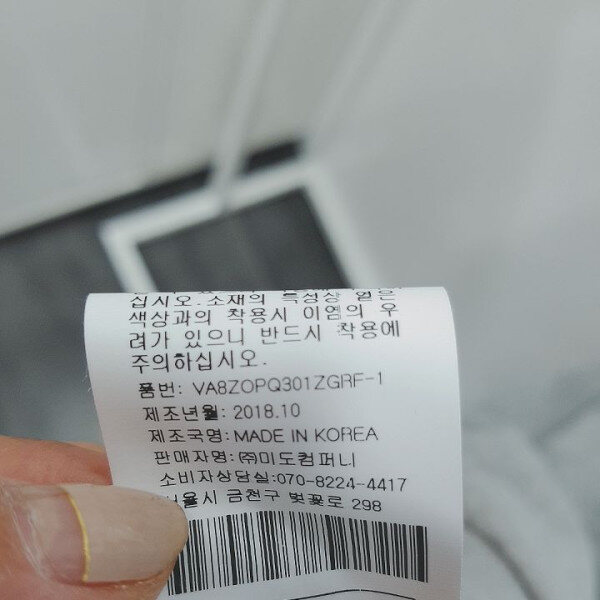 십시오.소재의 특성상 옅은
색상과의 착용시 이염의 우
려가 있으니 반드시 착용에
주의하십시오.
품번: VA8ZOPQ301ZGRF-1
제조년월: 2018.10
제조국명:MADE IN KOREA
판매자명:㈜미도컴퍼니
소비자상담실:070-8224-4417
서울시 금천구 벚꽃로 298